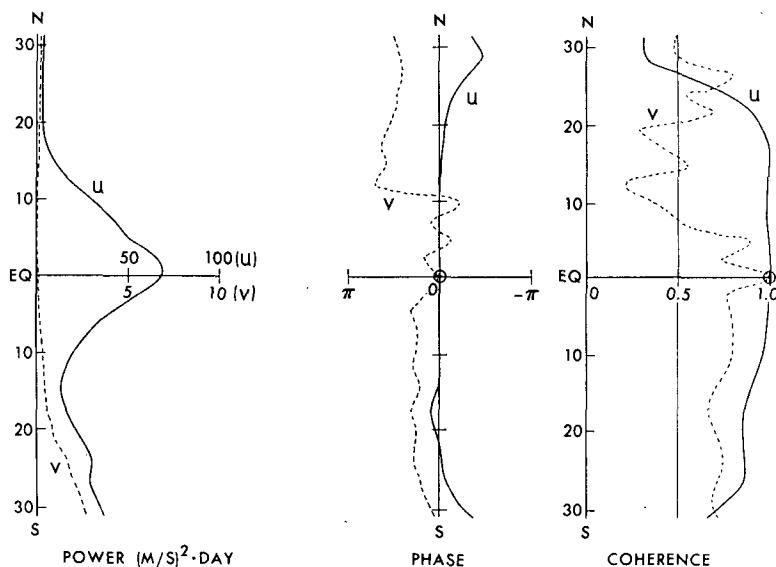 N
30
20
10
EQ
10
20
30
S
u
v
50
100 (u)
5
10 (v)
POWER (M/S)²·DAY
N
u
v
π
0
-π
S
PHASE
N
30
20
10
EQ
10
20
30
S
u
v
0
0.5
1.0
COHERENCE